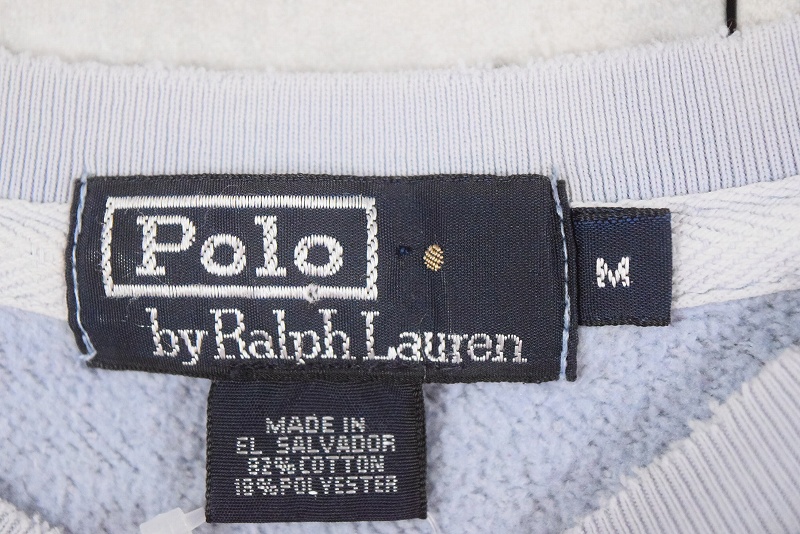 Polo
by Ralph Lauren
M
MADE IN
EL SALVADOR
82% COTTON
18% POLYESTER